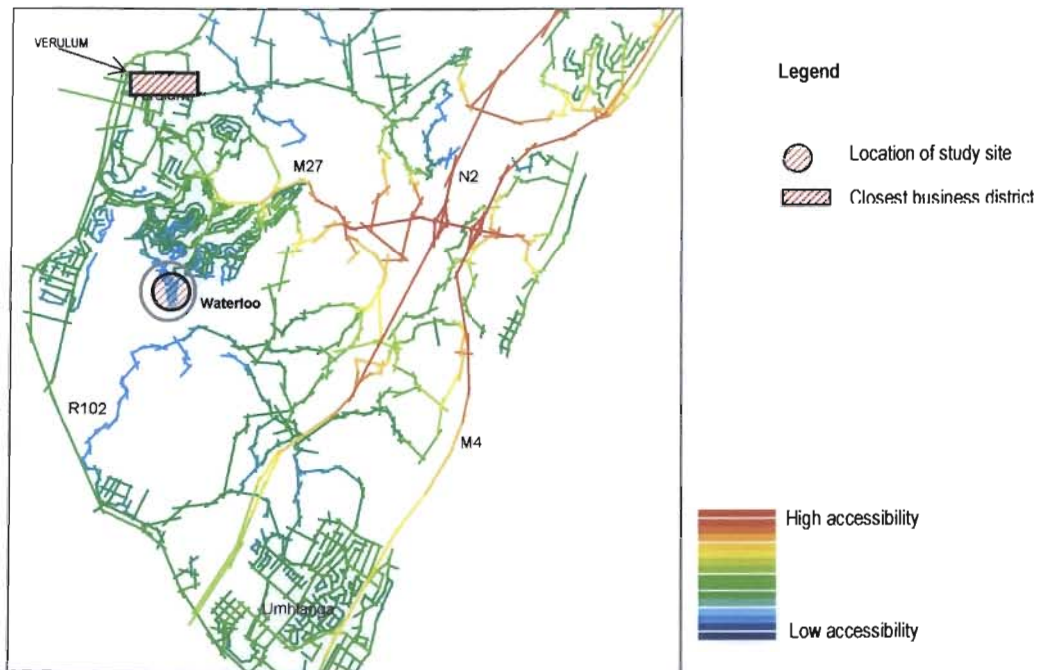 VERULUM
M27
N2
Waterloo
R102
M4
Umhlanga
Legend
Location of study site
Closest business district
High accessibility
Low accessibility